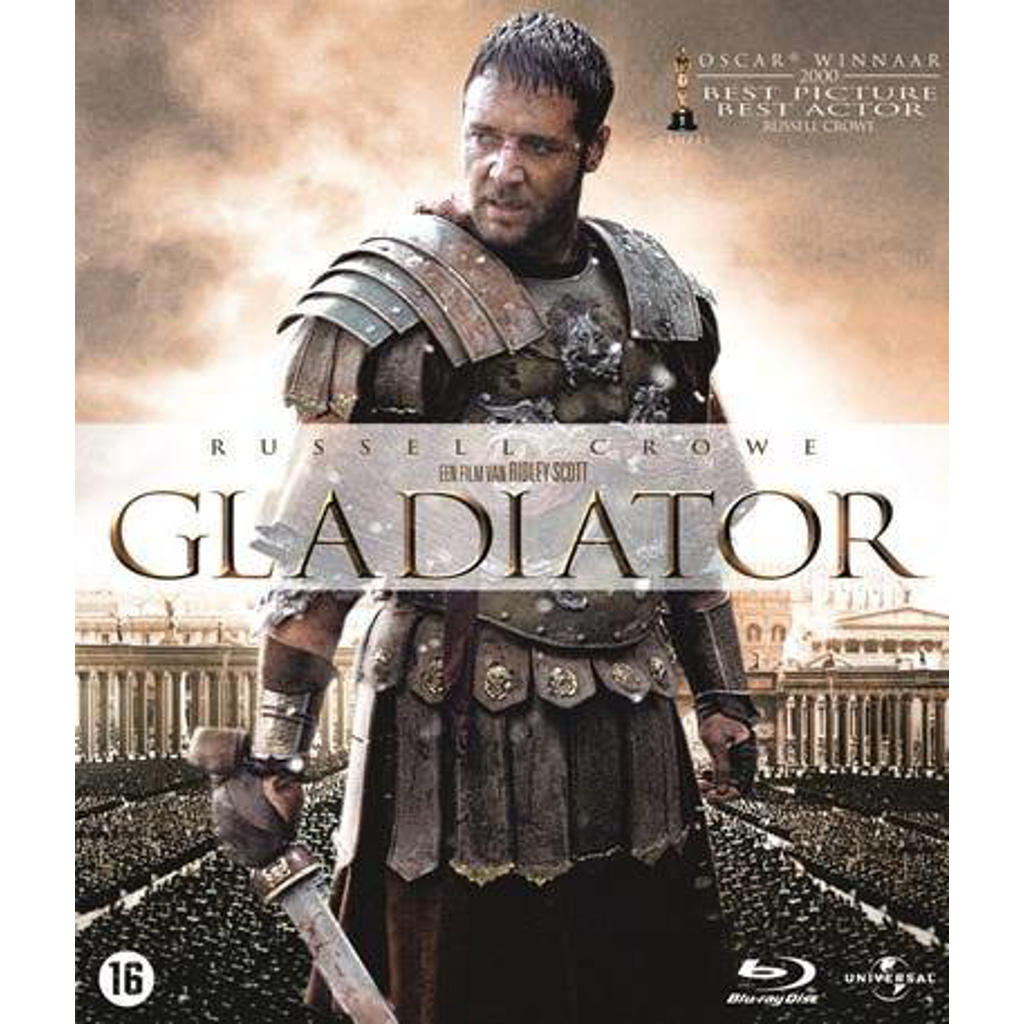 OSCAR® WINNAAR
2000
BEST PICTURE
BEST ACTOR
RUSSELL CROWE
RUSSELL CROWE
EEN FILM VAN RIDLEY SCOTT
GLADIATOR
16
Blu-ray Disc
UNIVERSAL